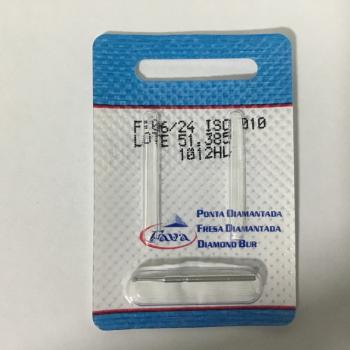 06/24 ISO 010
LOTE 51.385
1012HL
Fava
PONTA DIAMANTADA
FRESA DIAMANTADA
DIAMOND BUR